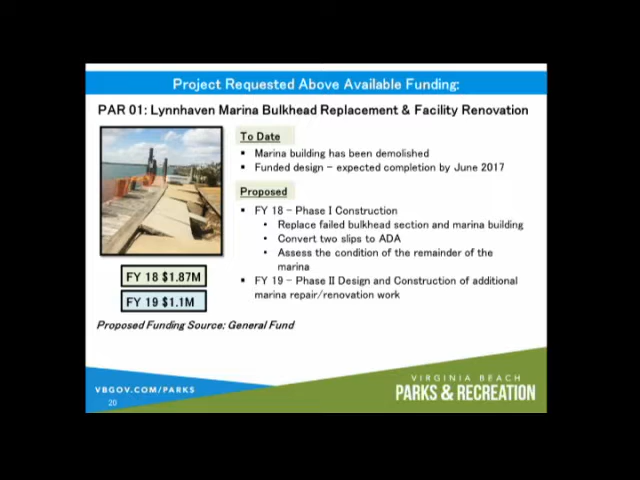 Project Requested Above Available Funding:
PAR 01: Lynnhaven Marina Bulkhead Replacement & Facility Renovation
To Date
▪ Marina building has been demolished
▪ Funded design – expected completion by June 2017
Proposed
▪ FY 18 – Phase I Construction
• Replace failed bulkhead section and marina building
• Convert two slips to ADA
• Assess the condition of the remainder of the
marina
▪ FY 19 – Phase II Design and Construction of additional
marina repair/renovation work
FY 18 $1.87M
FY 19 $1.1M
Proposed Funding Source: General Fund
VBGOV.COM/PARKS
20
VIRGINIA BEACH
PARKS & RECREATION